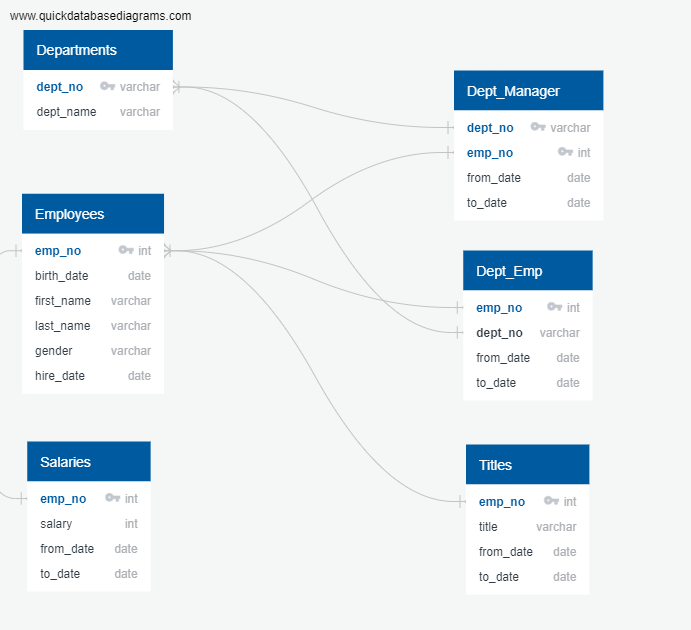 www.quickdatabasediagrams.com
Departments
dept_no varchar
dept_name varchar
Employees
emp_no int
birth_date date
first_name varchar
last_name varchar
gender varchar
hire_date date
Salaries
emp_no int
salary int
from_date date
to_date date
Dept_Manager
dept_no varchar
emp_no int
from_date date
to_date date
Dept_Emp
emp_no int
dept_no varchar
from_date date
to_date date
Titles
emp_no int
title varchar
from_date date
to_date date